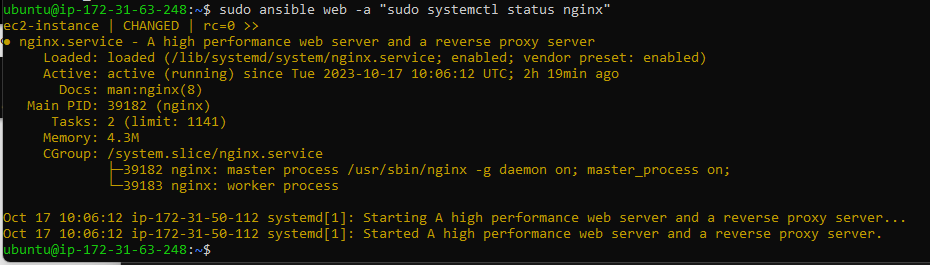 ubuntu@ip-172-31-63-248:~$ sudo ansible web -a "sudo systemctl status nginx"
ec2-instance | CHANGED | rc=0 >>
● nginx.service - A high performance web server and a reverse proxy server
     Loaded: loaded (/lib/systemd/system/nginx.service; enabled; vendor preset: enabled)
     Active: active (running) since Tue 2023-10-17 10:06:12 UTC; 2h 19min ago
       Docs: man:nginx(8)
   Main PID: 39182 (nginx)
      Tasks: 2 (limit: 1141)
     Memory: 4.3M
     CGroup: /system.slice/nginx.service
             ├─39182 nginx: master process /usr/sbin/nginx -g daemon on; master_process on;
             └─39183 nginx: worker process
Oct 17 10:06:12 ip-172-31-50-112 systemd[1]: Starting A high performance web server and a reverse proxy server...
Oct 17 10:06:12 ip-172-31-50-112 systemd[1]: Started A high performance web server and a reverse proxy server.
ubuntu@ip-172-31-63-248:~$